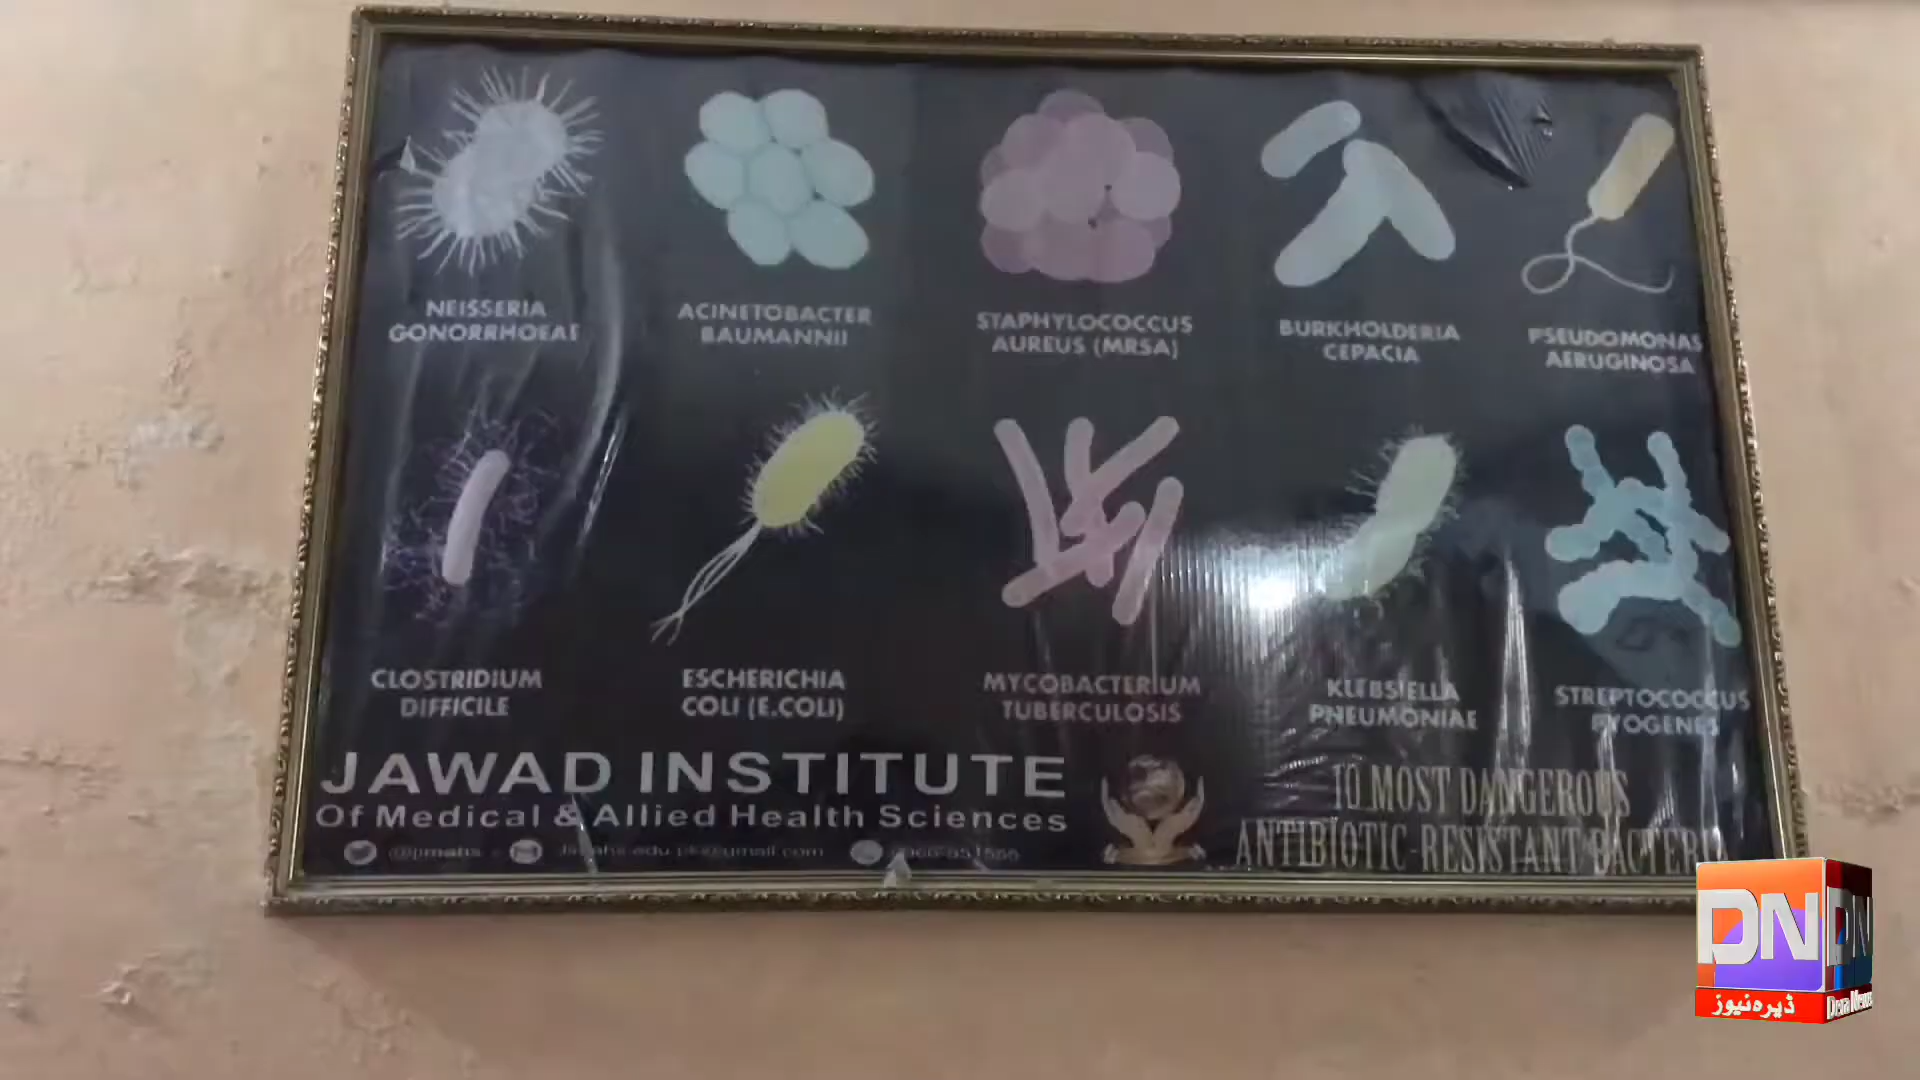 NEISSERIA
GONORRHOEAE
ACINETOBACTER
BAUMANNII
STAPHYLOCOCCUS
AUREUS (MRSA)
BURKHOLDERIA
CEPACIA
PSEUDOMONAS
AERUGINOSA
CLOSTRIDIUM
DIFFICILE
ESCHERICHIA
COLI (E.COLI)
MYCOBACTERIUM
TUBERCULOSIS
KLEBSIELLA
PNEUMONIAE
STREPTOCOCCUS
PYOGENES
JAWAD INSTITUTE
Of Medical & Allied Health Sciences
10 MOST DANGEROUS
ANTIBIOTIC-RESISTANT BACTERIA
DN
DN
ڈیرہ نیوز
Dera News